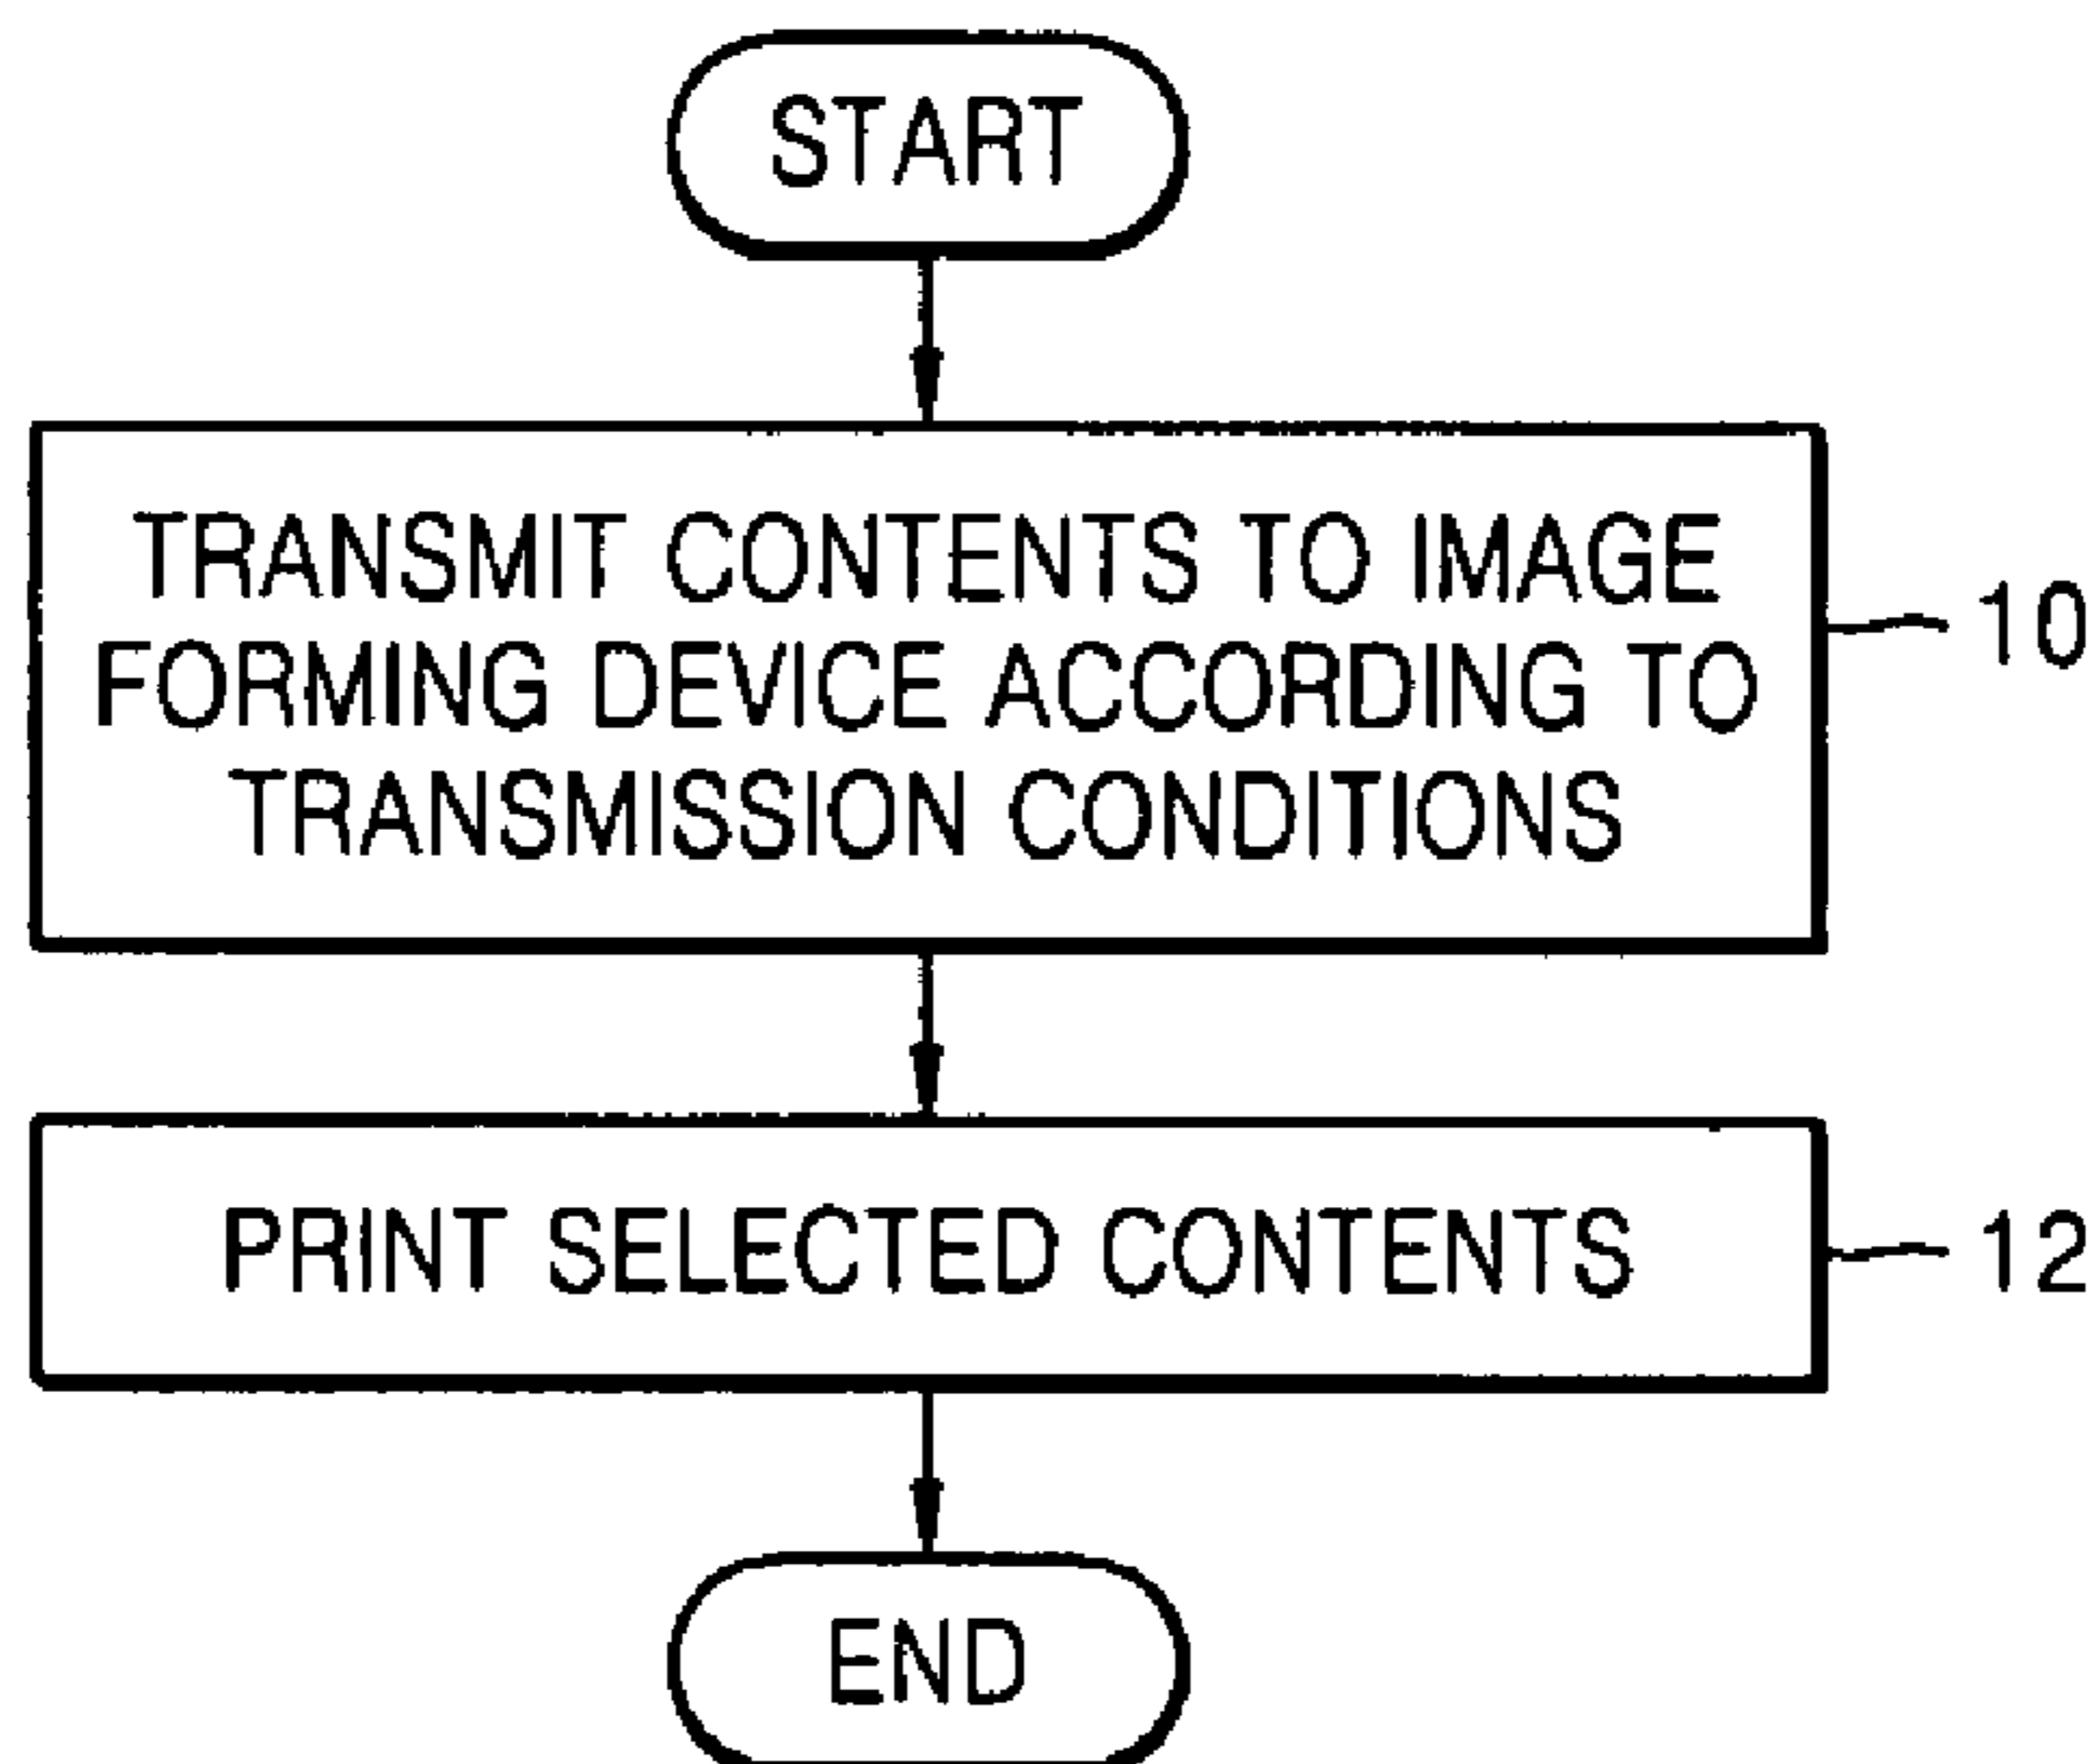 START
TRANSMIT CONTENTS TO IMAGE
FORMING DEVICE ACCORDING TO
TRANSMISSION CONDITIONS
10
PRINT SELECTED CONTENTS
12
END